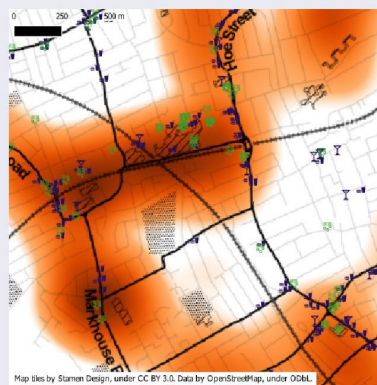 0 250 500 m
Hoe Street
oad
Markhouse R
Map tiles by Stamen Design, under CC BY 3.0. Data by OpenStreetMap, under ODbL.